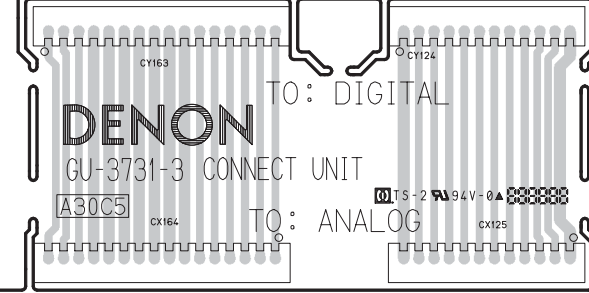 CY163
CY124
TO: DIGITAL
DENON
GU-3731-3 CONNECT UNIT
TS-2 94V-0
A30C5
CX164
TO: ANALOG
CX125